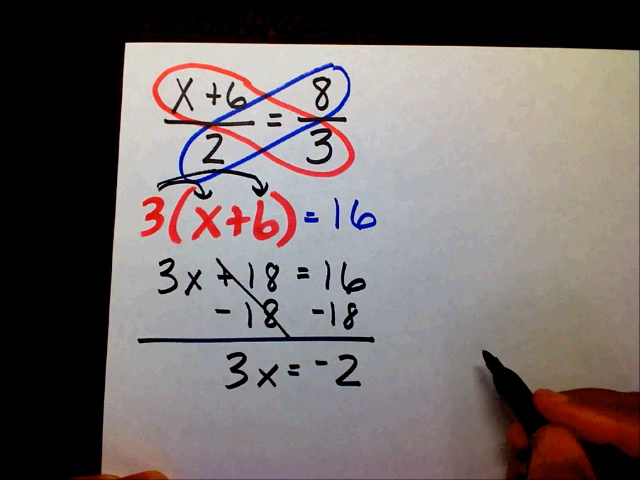 x+6 = 8
2 3
3(x+6) = 16
3x + 18 = 16
-18 -18
3x = -2